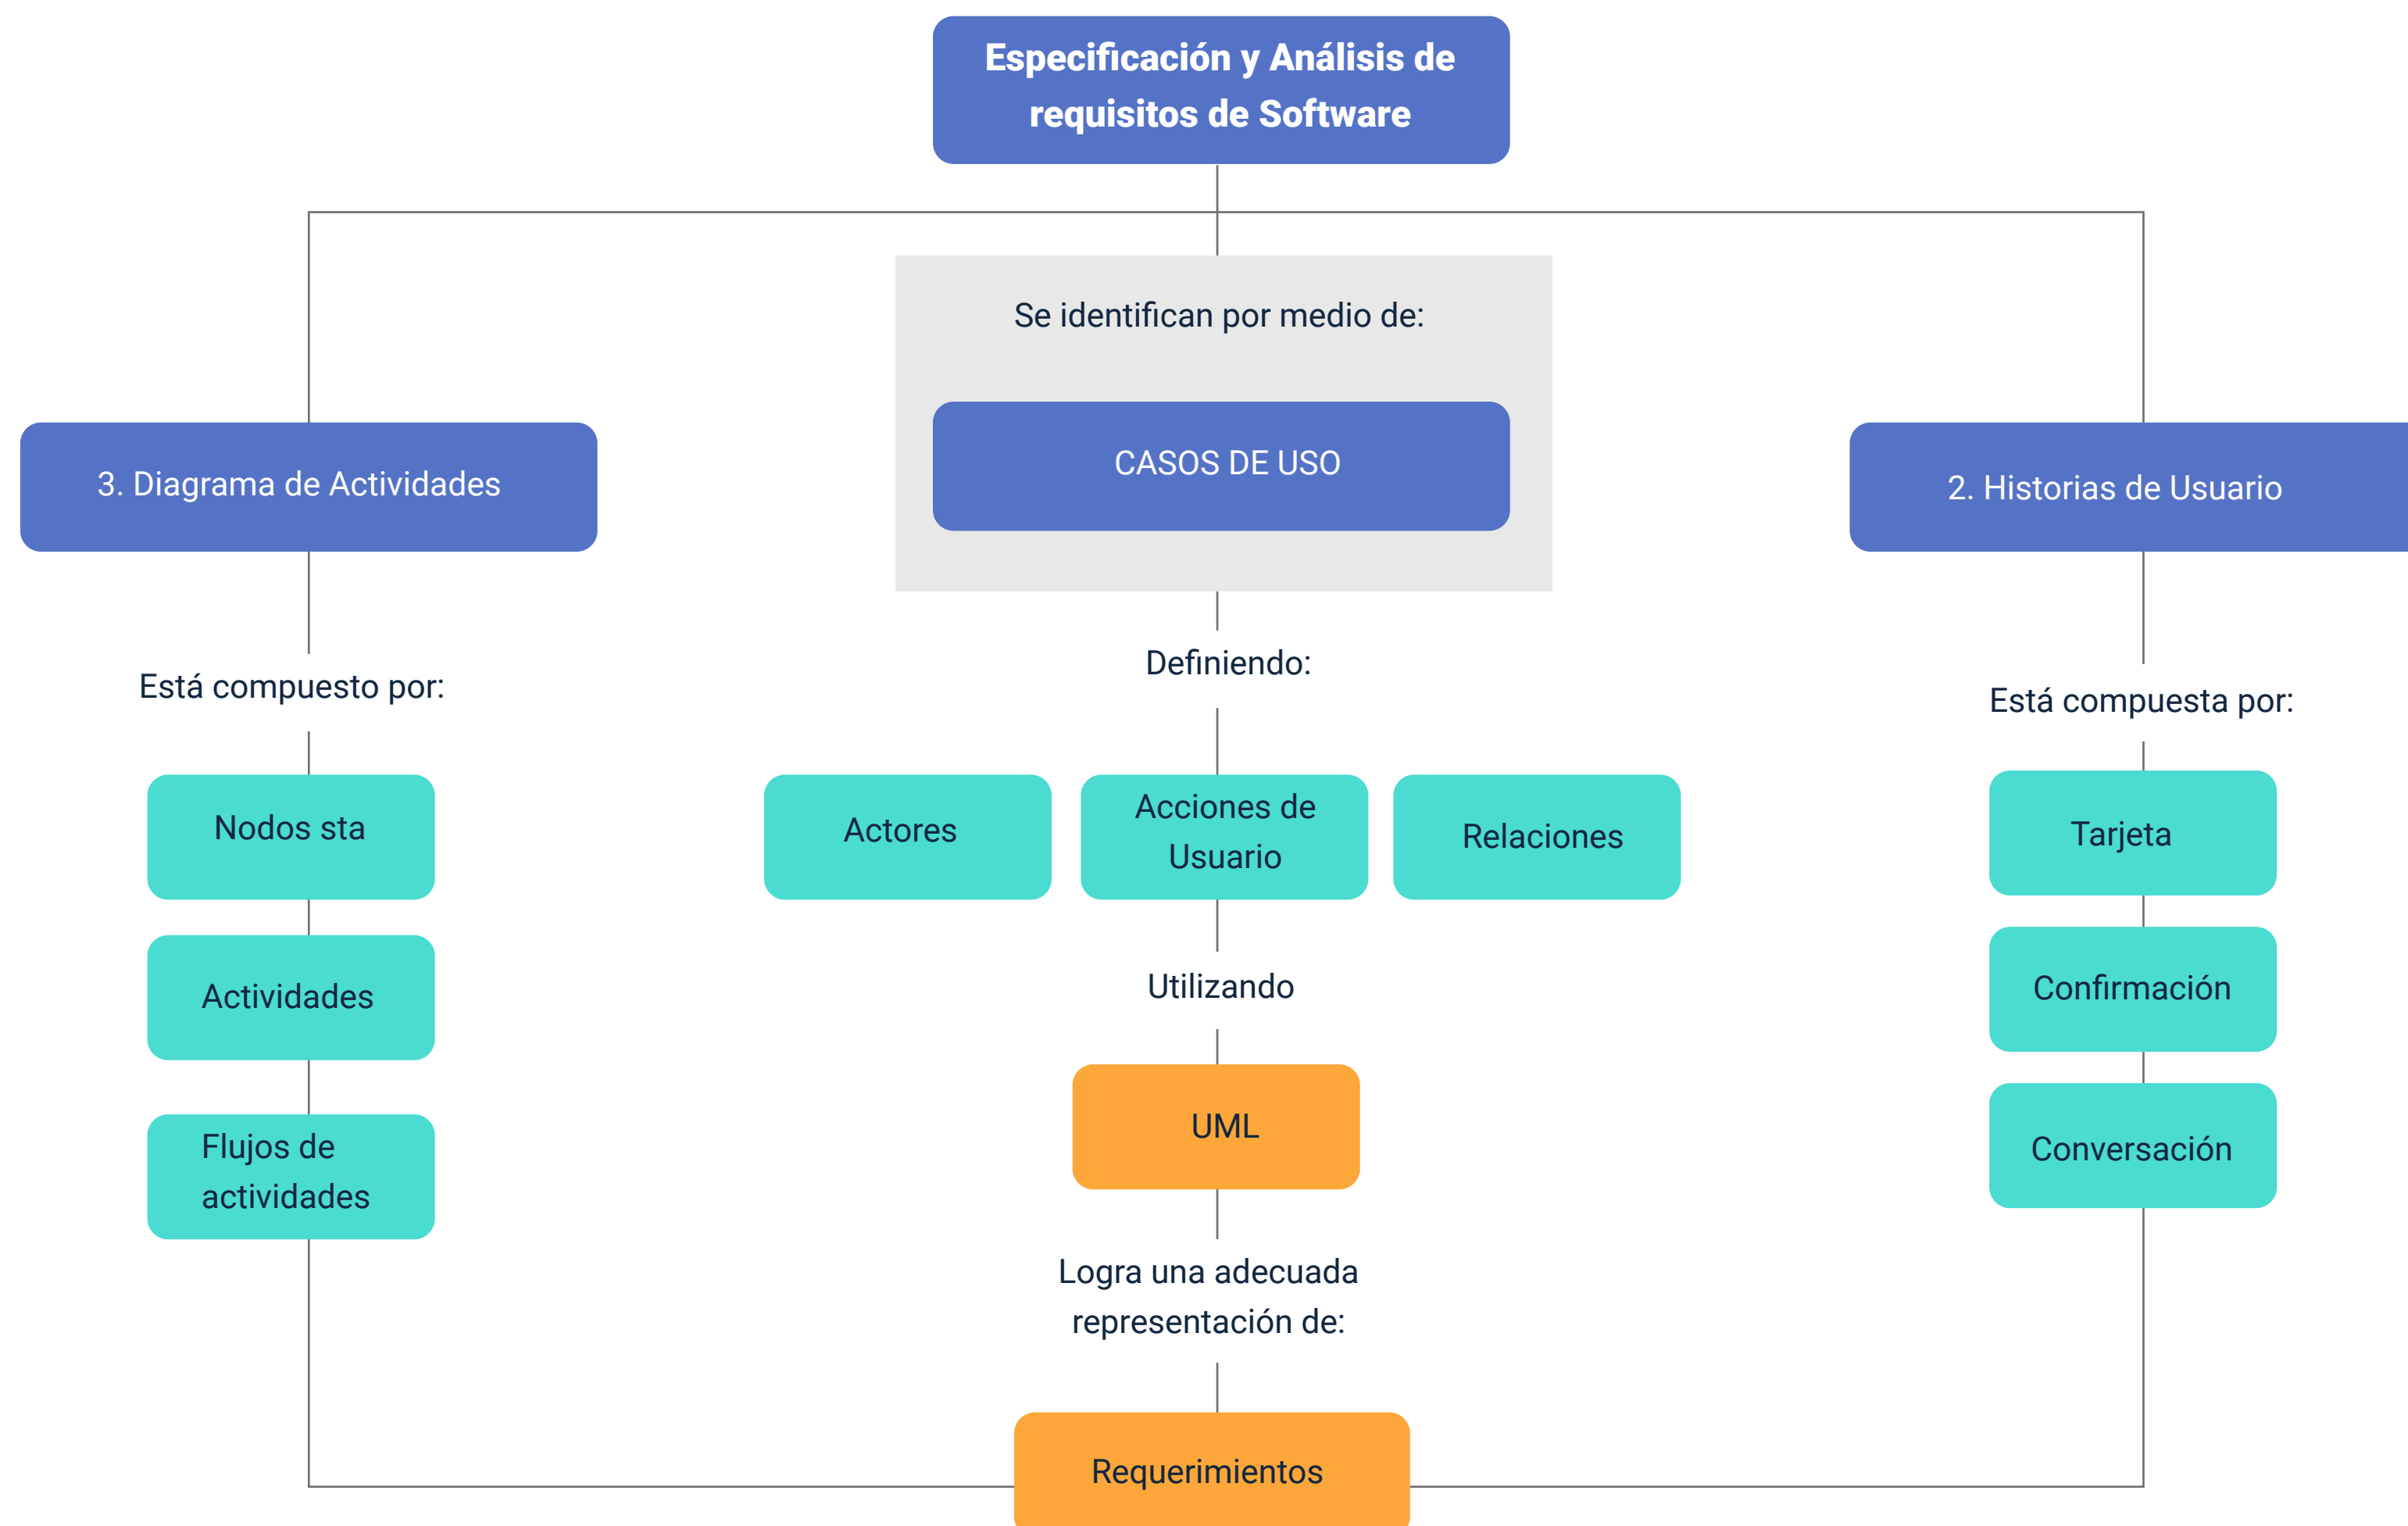 Especificación y Análisis de
requisitos de Software
Se identifican por medio de:
CASOS DE USO
3. Diagrama de Actividades
2. Historias de Usuario
Definiendo:
Está compuesto por:
Está compuesta por:
Nodos sta
Actores
Acciones de
Usuario
Relaciones
Tarjeta
Actividades
Utilizando
Confirmación
UML
Flujos de
actividades
Conversación
Logra una adecuada
representación de:
Requerimientos